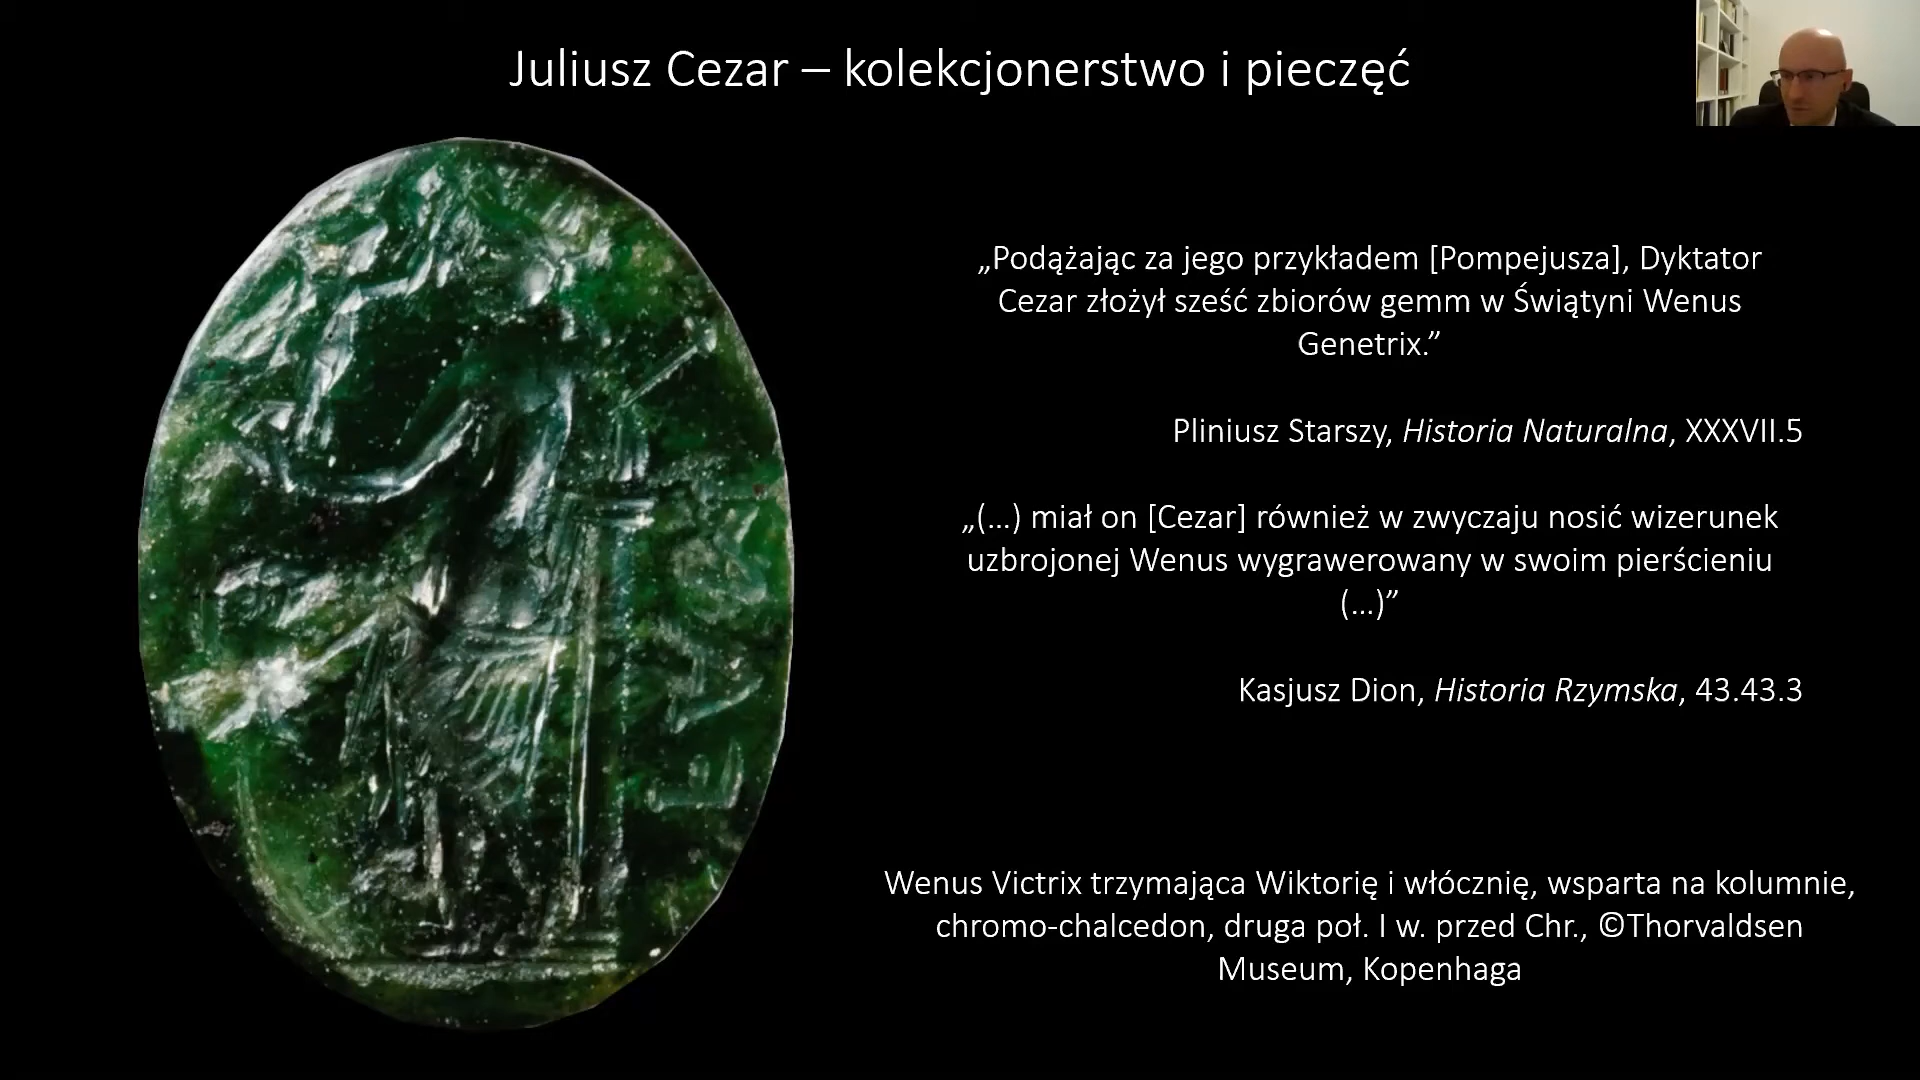 Juliusz Cezar – kolekcjonerstwo i pieczęć
„Podążając za jego przykładem [Pompejusza], Dyktator
Cezar złożył sześć zbiorów gemm w Świątyni Wenus
Genetrix.”
Pliniusz Starszy, Historia Naturalna, XXXVII.5
„(...) miał on [Cezar] również w zwyczaju nosić wizerunek
uzbrojonej Wenus wygrawerowany w swoim pierścieniu
(...)”
Kasjusz Dion, Historia Rzymska, 43.43.3
Wenus Victrix trzymająca Wiktorię i włócznię, wsparta na kolumnie,
chromo-chalcedon, druga poł. I w. przed Chr., ©Thorvaldsen
Museum, Kopenhaga